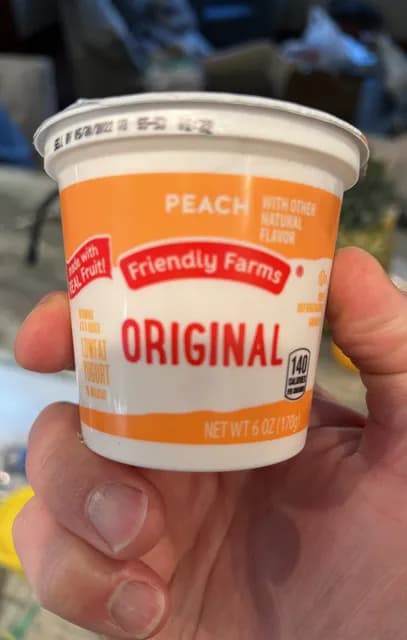 PEACH
WITH OTHER
NATURAL
FLAVOR
made with
REAL Fruit!
Friendly Farms®
ORIGINAL
LOWFAT
YOGURT
140
CALORIES
NET WT 6 OZ (170g)